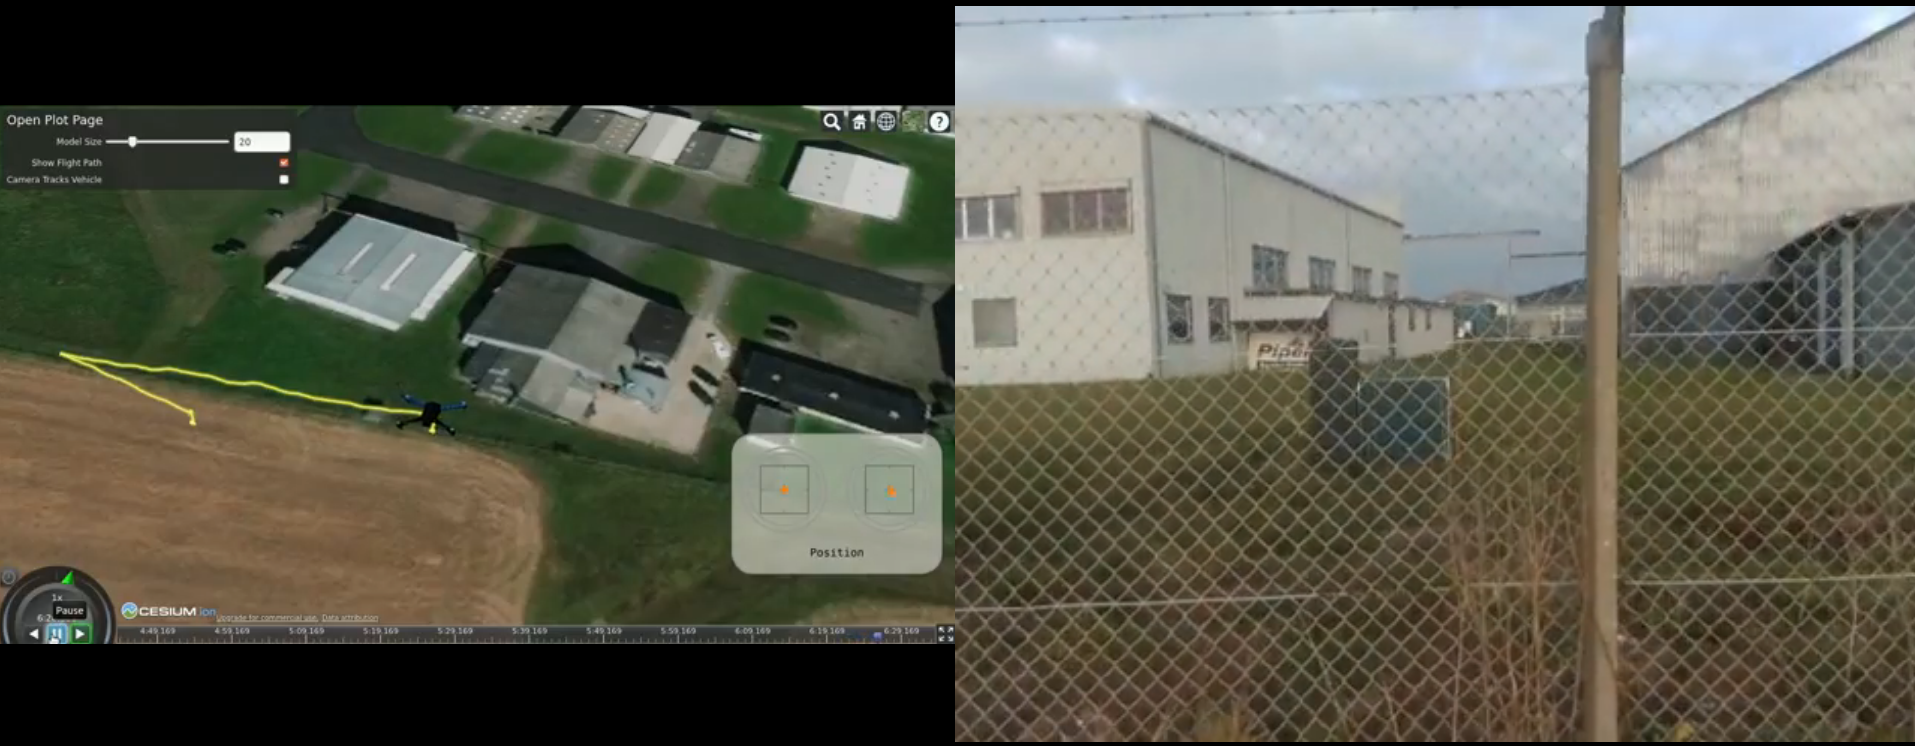 Open Plot Page
Model Size
20
Show Flight Path
Camera Tracks Vehicle
?
Position
1x
Pause
CESIUM ion
Upgrade for commercial use. Data attribution
4:49.169 4:59.169 5:09.169 5:19.169 5:29.169 5:39.169 5:49.169 5:59.169 6:09.169 6:19.169 6:29.169
Piper